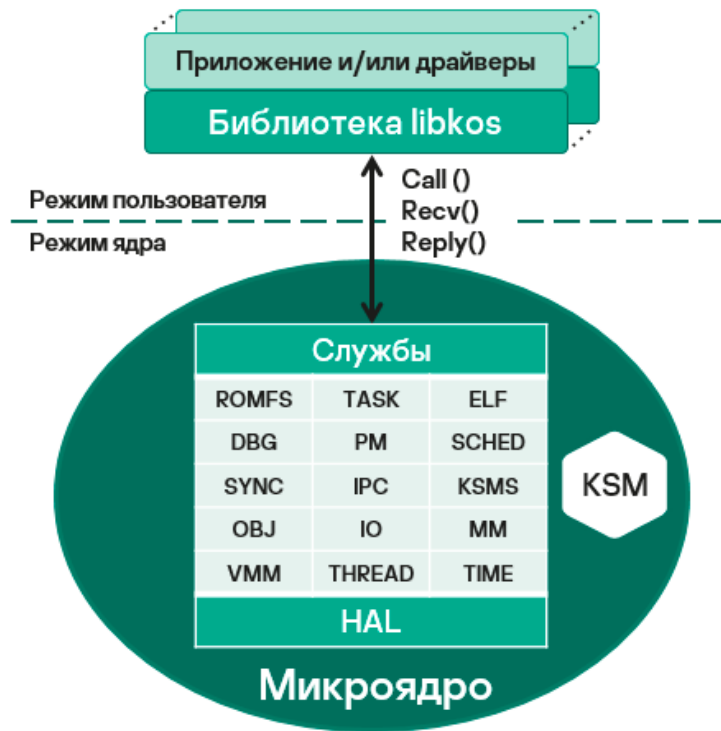 Приложение и/или драйверы
Библиотека libkos
Call ()
Recv()
Reply()
Режим пользователя
Режим ядра
Службы
ROMFS TASK ELF
DBG PM SCHED
SYNC IPC KSMS
OBJ IO MM
VMM THREAD TIME
KSM
HAL
Микроядро